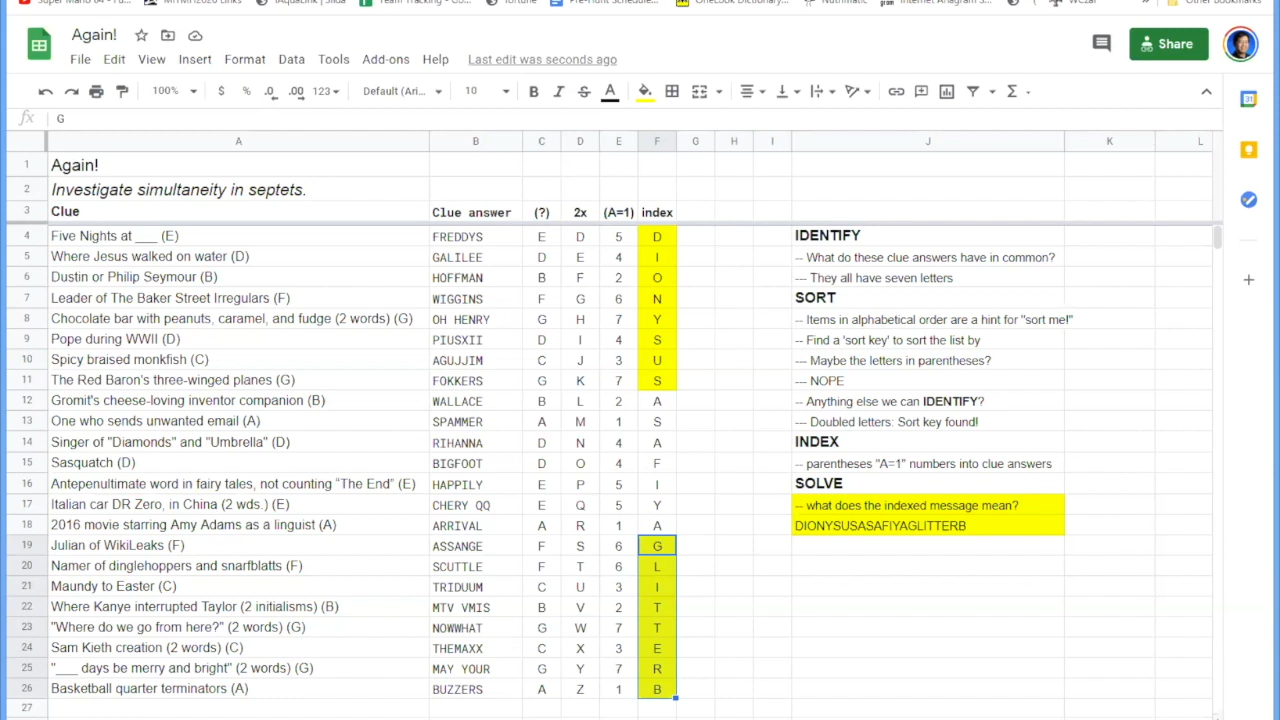 Again!
File Edit View Insert Format Data Tools Add-ons Help Last edit was seconds ago
Share
100% $ % .0 .00 123 Default (Ari... 10
fx G
A B C D E F G H I J K L
1 Again!
2 Investigate simultaneity in septets.
3 Clue Clue answer (?) 2x (A=1) index
4 Five Nights at ___ (E) FREDDYS E D 5 D IDENTIFY
5 Where Jesus walked on water (D) GALILEE D E 4 I -- What do these clue answers have in common?
6 Dustin or Philip Seymour (B) HOFFMAN B F 2 O --- They all have seven letters
7 Leader of The Baker Street Irregulars (F) WIGGINS F G 6 N SORT
8 Chocolate bar with peanuts, caramel, and fudge (2 words) (G) OH HENRY G H 7 Y -- Items in alphabetical order are a hint for "sort me!"
9 Pope during WWII (D) PIUSXII D I 4 S -- Find a 'sort key' to sort the list by
10 Spicy braised monkfish (C) AGUJJIM C J 3 U --- Maybe the letters in parentheses?
11 The Red Baron's three-winged planes (G) FOKKERS G K 7 S --- NOPE
12 Gromit's cheese-loving inventor companion (B) WALLACE B L 2 A -- Anything else we can IDENTIFY?
13 One who sends unwanted email (A) SPAMMER A M 1 S --- Doubled letters: Sort key found!
14 Singer of "Diamonds" and "Umbrella" (D) RIHANNA D N 4 A INDEX
15 Sasquatch (D) BIGFOOT D O 4 F -- parentheses "A=1" numbers into clue answers
16 Antepenultimate word in fairy tales, not counting “The End” (E) HAPPILY E P 5 I SOLVE
17 Italian car DR Zero, in China (2 wds.) (E) CHERY QQ E Q 5 Y -- what does the indexed message mean?
18 2016 movie starring Amy Adams as a linguist (A) ARRIVAL A R 1 A DIONYSUSASAFIYAGLITTERB
19 Julian of WikiLeaks (F) ASSANGE F S 6 G
20 Namer of dinglehoppers and snarfblatts (F) SCUTTLE F T 6 L
21 Maundy to Easter (C) TRIDUUM C U 3 I
22 Where Kanye interrupted Taylor (2 initialisms) (B) MTV VMIS B V 2 T
23 "Where do we go from here?" (2 words) (G) NOWWHAT G W 7 T
24 Sam Kieth creation (2 words) (C) THEMAXX C X 3 E
25 "___ days be merry and bright" (2 words) (G) MAY YOUR G Y 7 R
26 Basketball quarter terminators (A) BUZZERS A Z 1 B
27